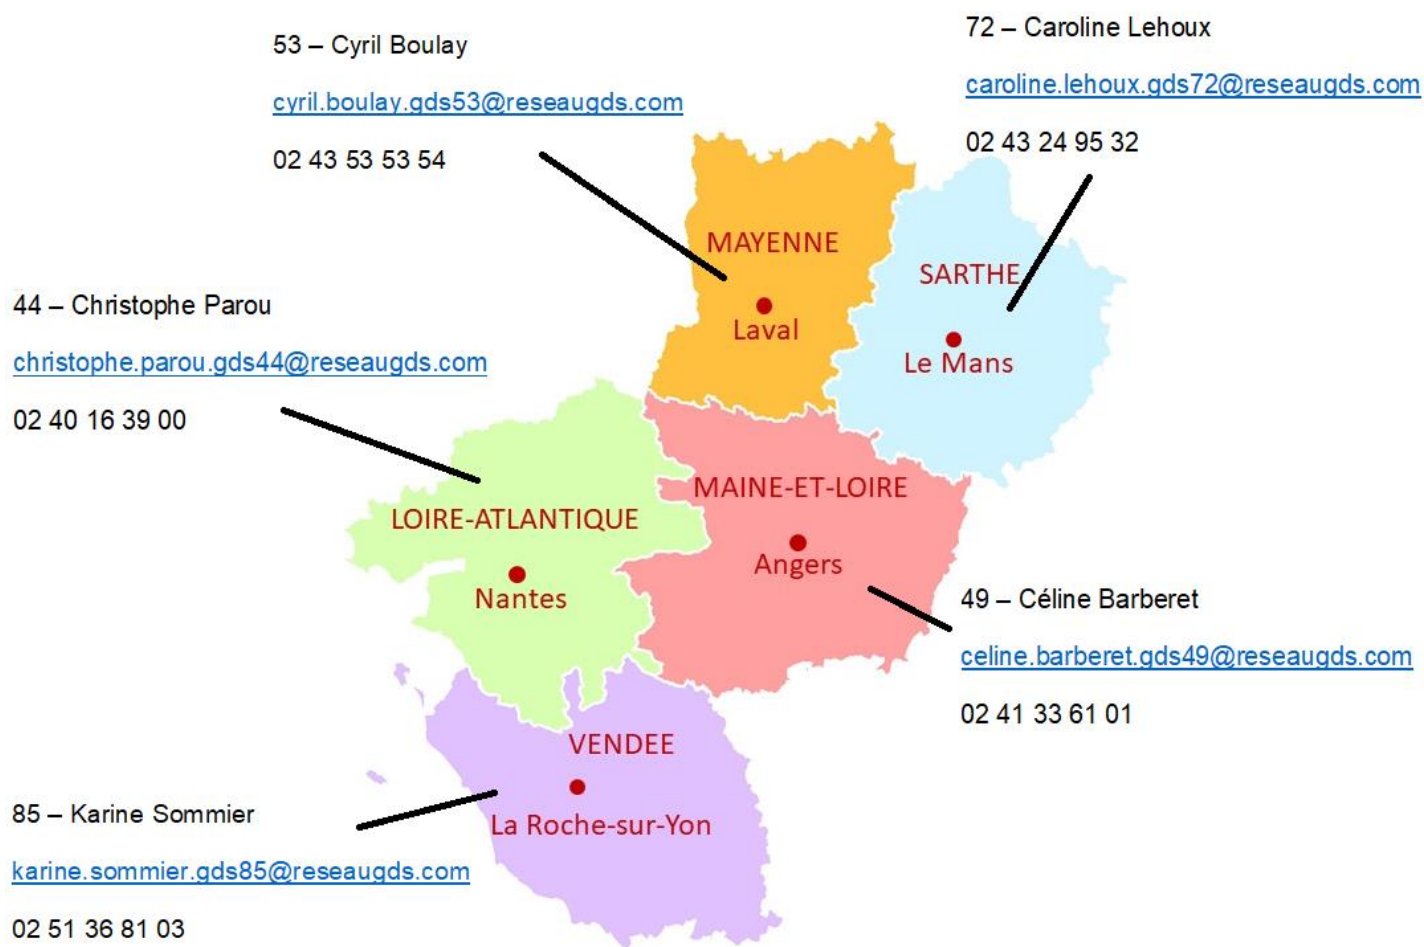 72 – Caroline Lehoux
caroline.lehoux.gds72@reseaugds.com
02 43 24 95 32
53 – Cyril Boulay
cyril.boulay.gds53@reseaugds.com
02 43 53 53 54
MAYENNE
Laval
SARTHE
Le Mans
44 – Christophe Parou
christophe.parou.gds44@reseaugds.com
02 40 16 39 00
LOIRE-ATLANTIQUE
Nantes
MAINE-ET-LOIRE
Angers
49 – Céline Barberet
celine.barberet.gds49@reseaugds.com
02 41 33 61 01
VENDEE
La Roche-sur-Yon
85 – Karine Sommier
karine.sommier.gds85@reseaugds.com
02 51 36 81 03